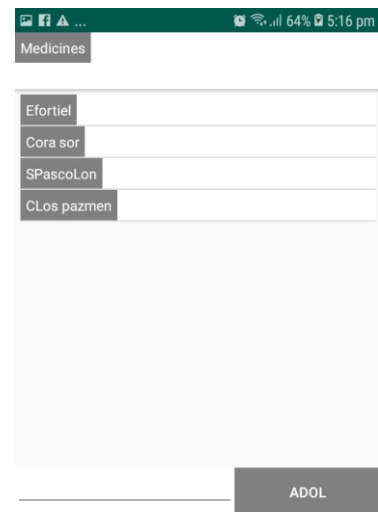 ... 64% 5:16 pm
Medicines
Efortiel
Cora sor
SPascoLon
CLos pazmen
ADOL